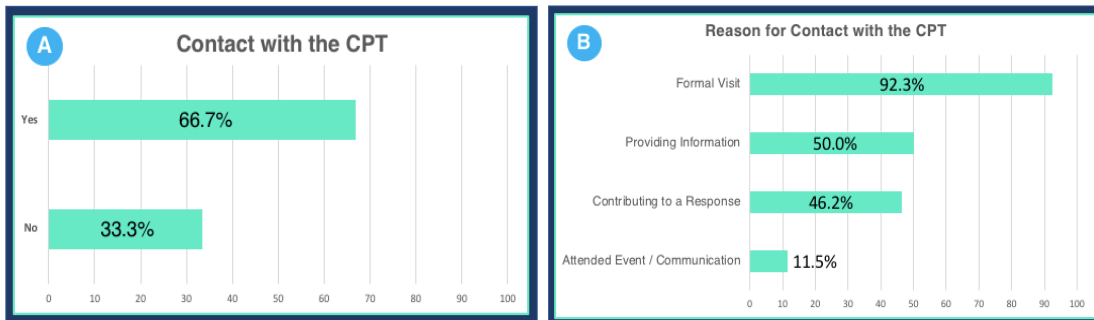 A
Contact with the CPT
Yes
66.7%
No
33.3%
0 10 20 30 40 50 60 70 80 90 100
B
Reason for Contact with the CPT
Formal Visit
92.3%
Providing Information
50.0%
Contributing to a Response
46.2%
Attended Event / Communication
11.5%
0 10 20 30 40 50 60 70 80 90 100